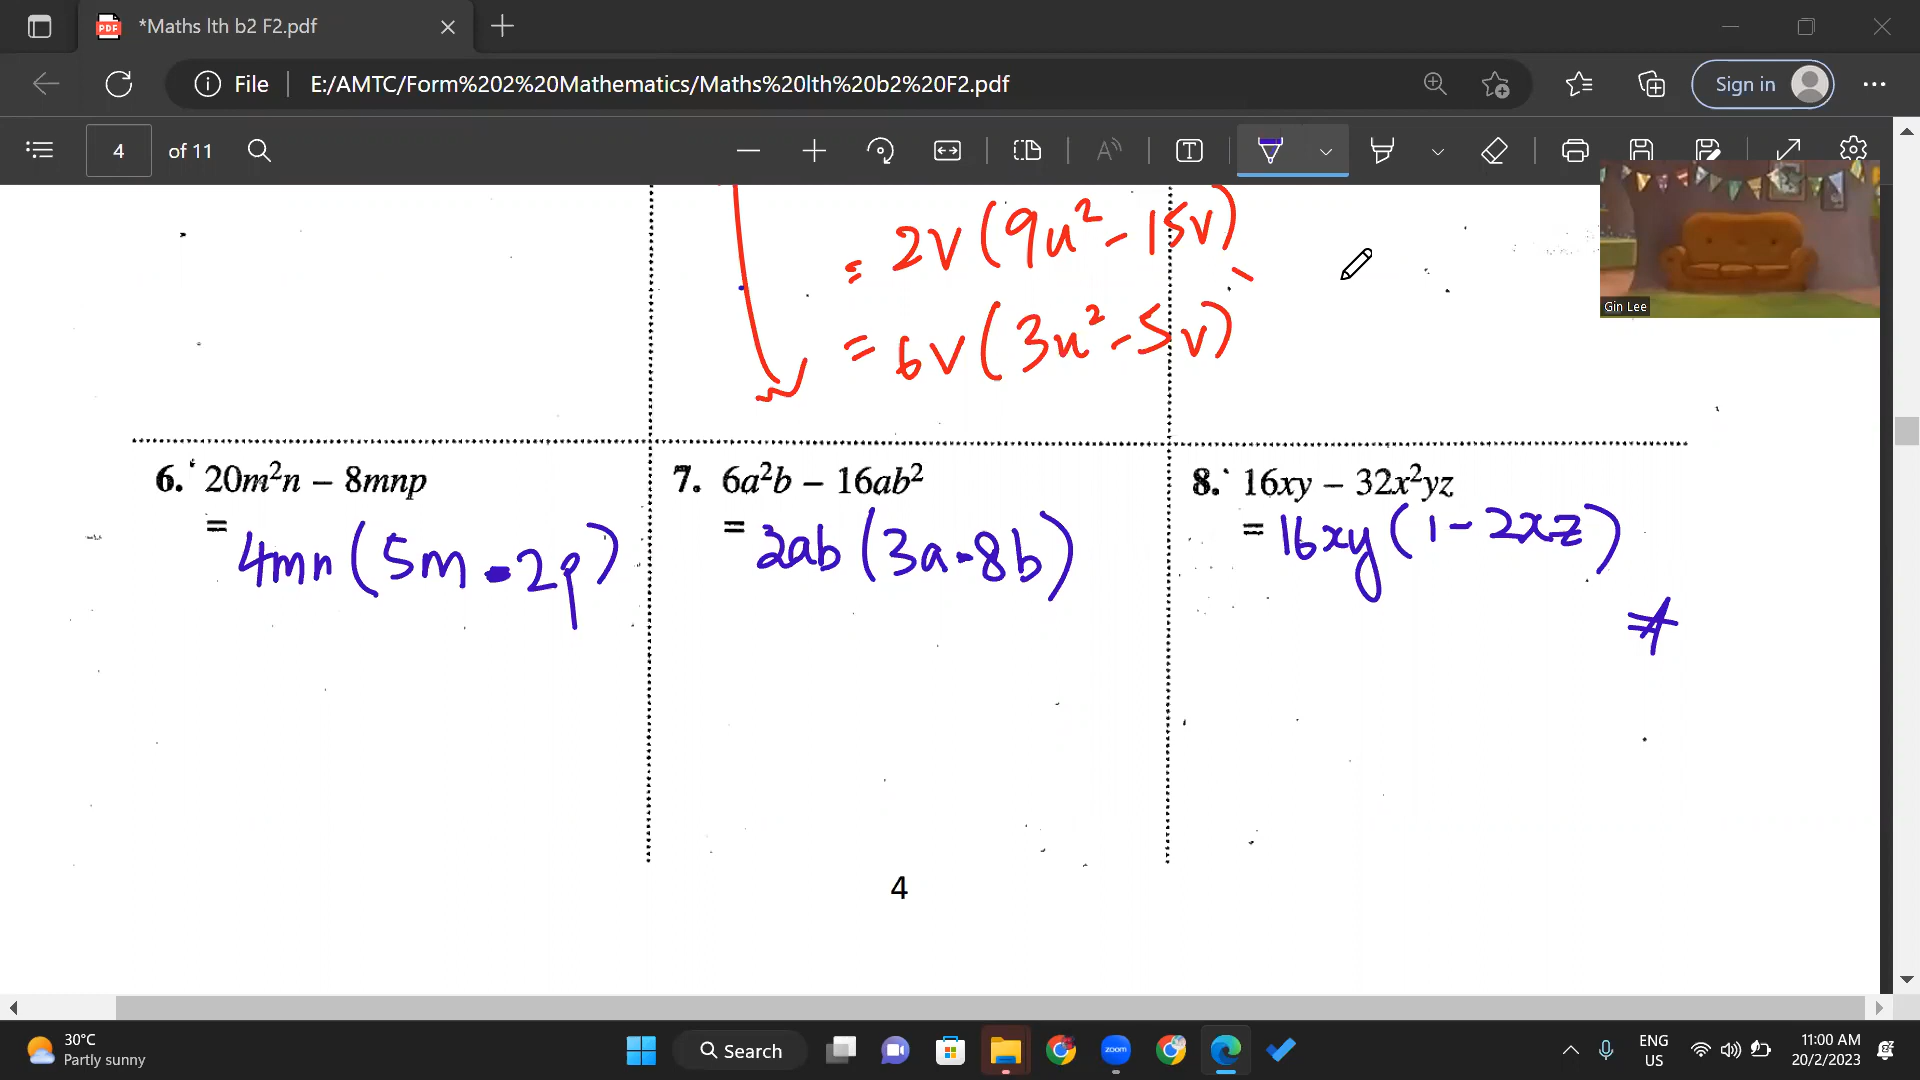 *Maths lth b2 F2.pdf
File
E:/AMTC/Form%202%20Mathematics/Maths%20lth%20b2%20F2.pdf
Sign in
4 of 11
Gin Lee
= 2v(9u² - 15v)
= 6v(3u² - 5v)
6. 20m²n – 8mnp
= 4mn(5m - 2p)
7. 6a²b – 16ab²
= 2ab(3a - 8b)
8. 16xy – 32x²yz
= 16xy(1 - 2xz)
4
30°C
Partly sunny
Search
zoom
ENG
US
11:00 AM
20/2/2023